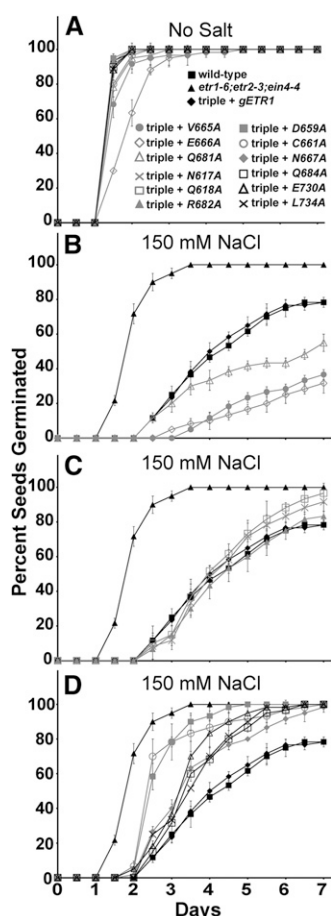 A
No Salt
100
80
60
40
20
0
wild-type
etr1-6;etr2-3;ein4-4
triple + gETR1
triple + V665A
triple + E666A
triple + Q681A
triple + N617A
triple + Q618A
triple + R682A
triple + D659A
triple + C661A
triple + N667A
triple + Q684A
triple + E730A
triple + L734A
B
150 mM NaCl
100
80
60
40
20
0
Percent Seeds Germinated
C
150 mM NaCl
100
80
60
40
20
0
D
150 mM NaCl
100
80
60
40
20
0
0 1 2 3 4 5 6 7
Days